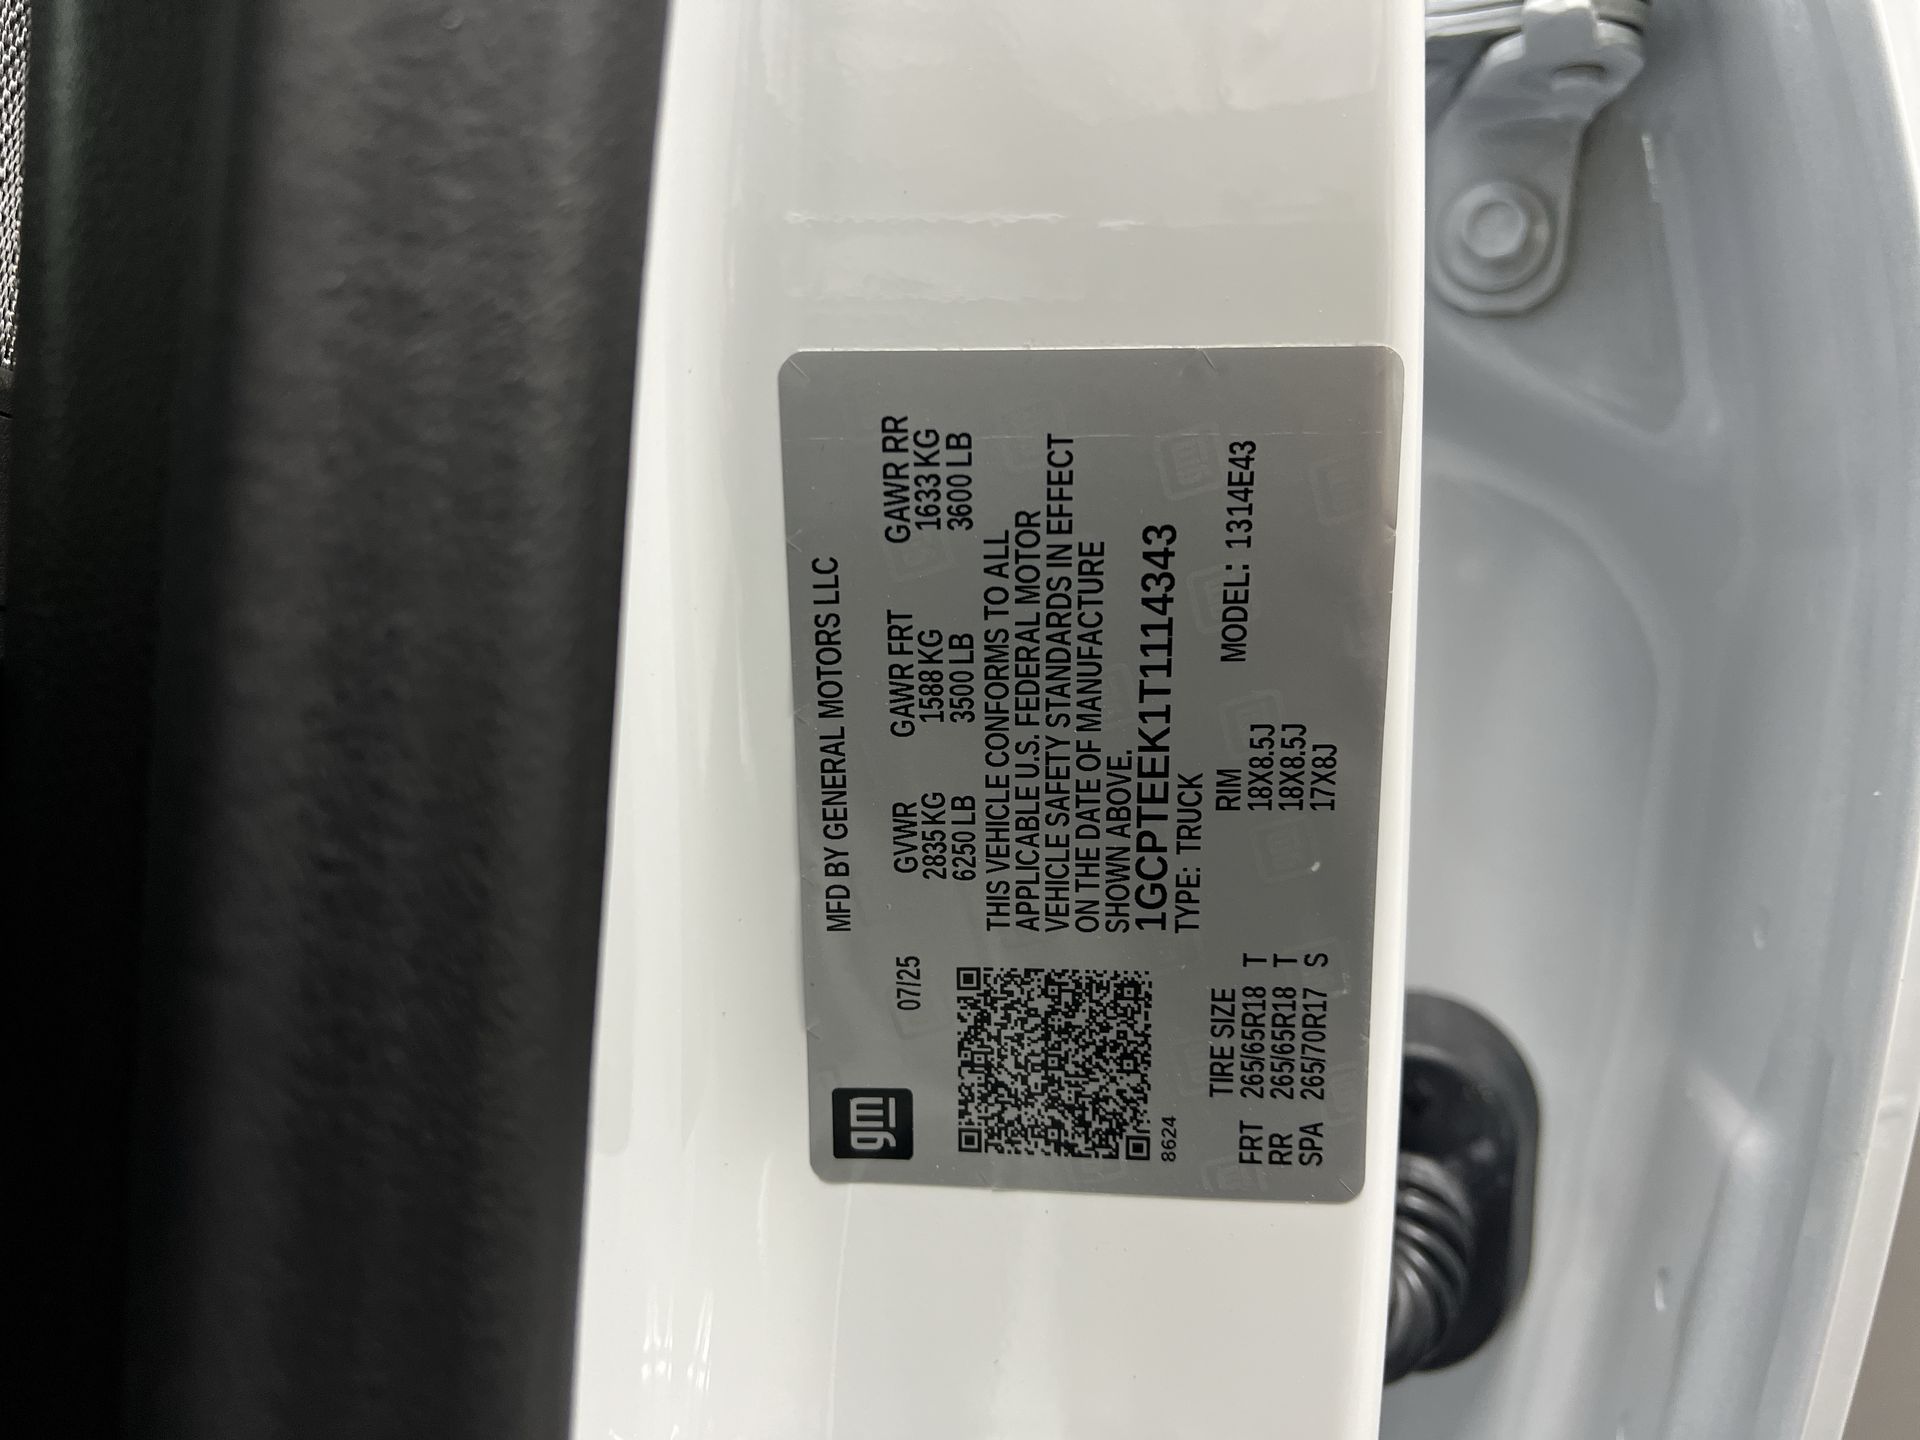 gm
MFD BY GENERAL MOTORS LLC
07/25
GVWR GAWR FRT GAWR RR
2835 KG 1588 KG 1633 KG
6250 LB 3500 LB 3600 LB
THIS VEHICLE CONFORMS TO ALL
APPLICABLE U.S. FEDERAL MOTOR
VEHICLE SAFETY STANDARDS IN EFFECT
ON THE DATE OF MANUFACTURE
SHOWN ABOVE.
1GCPTEEK1T1114343
8624 TYPE: TRUCK
TIRE SIZE RIM MODEL: 1314E43
FRT 265/65R18 T 18X8.5J
RR 265/65R18 T 18X8.5J
SPA 265/70R17 S 17X8J